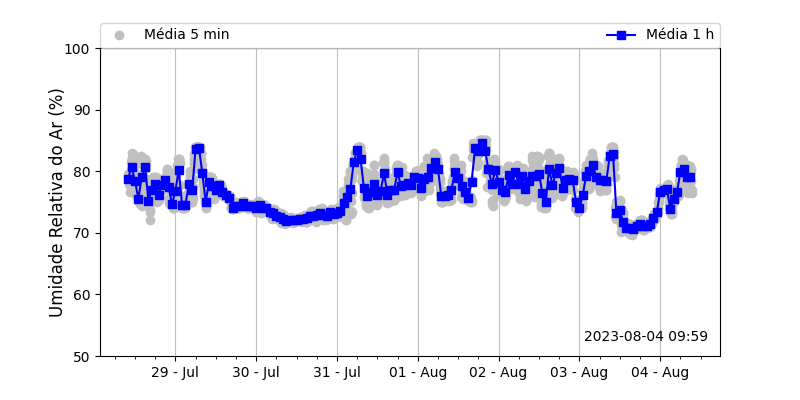 Média 5 min
Média 1 h
Umidade Relativa do Ar (%)
100
90
80
70
60
50
2023-08-04 09:59
29 - Jul
30 - Jul
31 - Jul
01 - Aug
02 - Aug
03 - Aug
04 - Aug